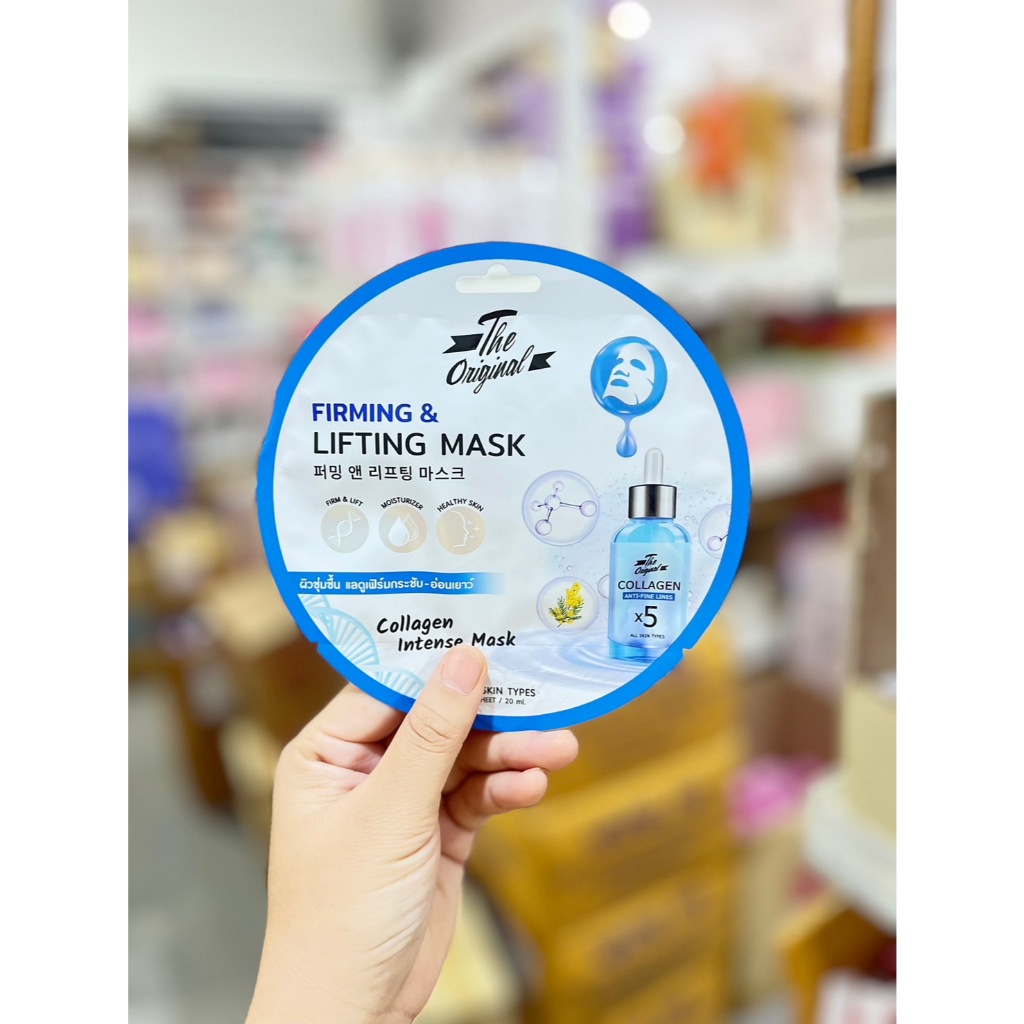 The
Original
FIRMING &
LIFTING MASK
퍼밍 앤 리프팅 마스크
FIRM & LIFT
MOISTURIZER
HEALTHY SKIN
ผิวชุ่มชื้น แลดูเฟิร์มกระชับ-อ่อนเยาว์
Collagen
Intense Mask
SKIN TYPES
/ 20 ml.
The
Original
COLLAGEN
ANTI-FINE LINES
x5
ALL SKIN TYPES